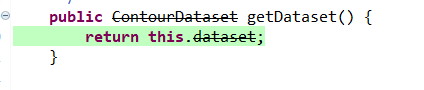 public ContourDataset getDataset() {
return this.dataset;
}